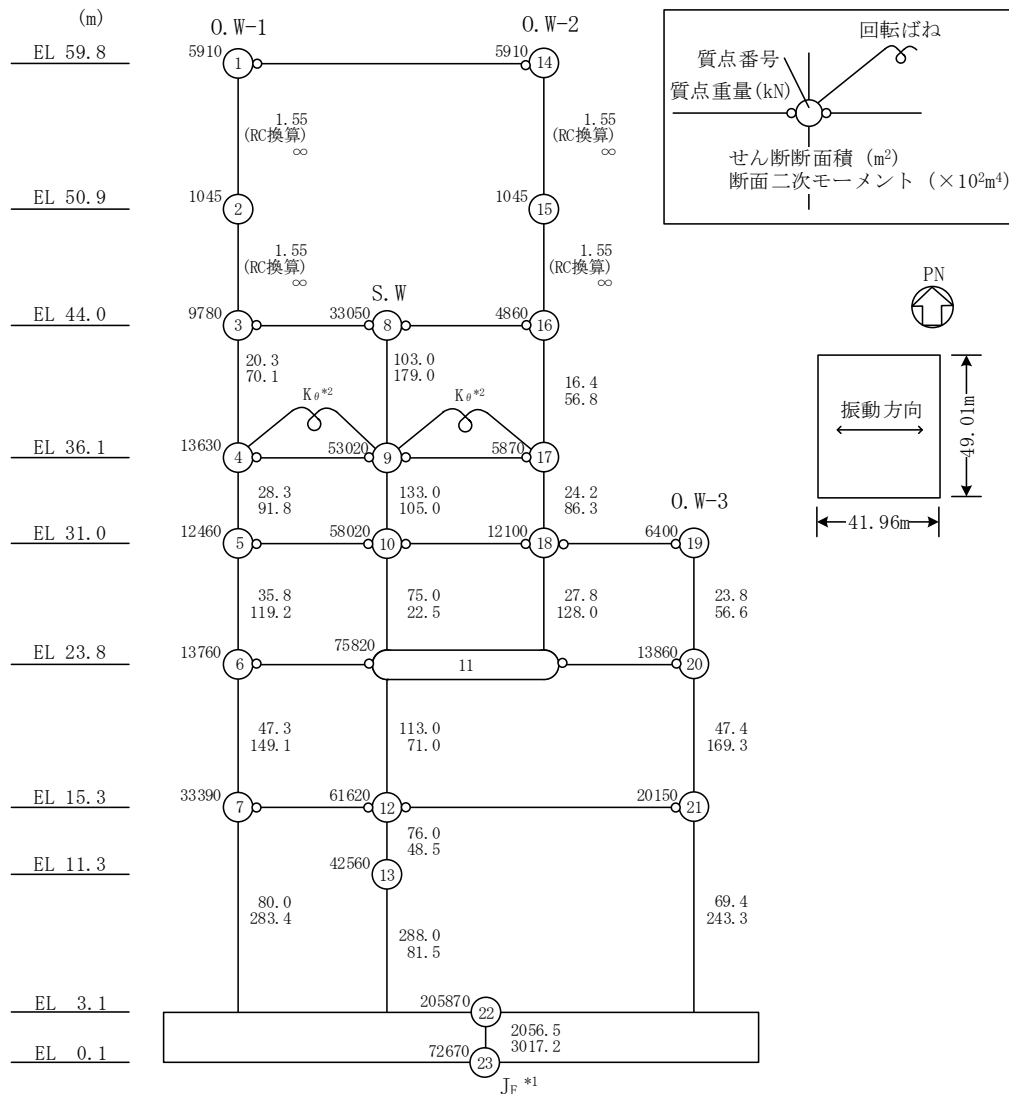 (m)
O.W-1
O.W-2
EL 59.8
5910
1
5910
14
回転ばね
質点番号
質点重量(kN)
せん断断面積 (m²)
断面二次モーメント (×10²m⁴)
1.55
(RC換算)
∞
1.55
(RC換算)
∞
EL 50.9
1045
2
1045
15
1.55
(RC換算)
∞
1.55
(RC換算)
∞
S.W
PN
EL 44.0
9780
3
33050
8
4860
16
20.3
70.1
103.0
179.0
16.4
56.8
Kθ*2
Kθ*2
振動方向
49.01m
41.96m
EL 36.1
13630
4
53020
9
5870
17
28.3
91.8
133.0
105.0
24.2
86.3
O.W-3
EL 31.0
12460
5
58020
10
12100
18
6400
19
35.8
119.2
75.0
22.5
27.8
128.0
23.8
56.6
EL 23.8
13760
6
75820
11
13860
20
47.3
149.1
113.0
71.0
47.4
169.3
EL 15.3
33390
7
61620
12
20150
21
76.0
48.5
EL 11.3
42560
13
80.0
283.4
288.0
81.5
69.4
243.3
EL 3.1
205870
22
2056.5
3017.2
EL 0.1
72670
23
J_E *1